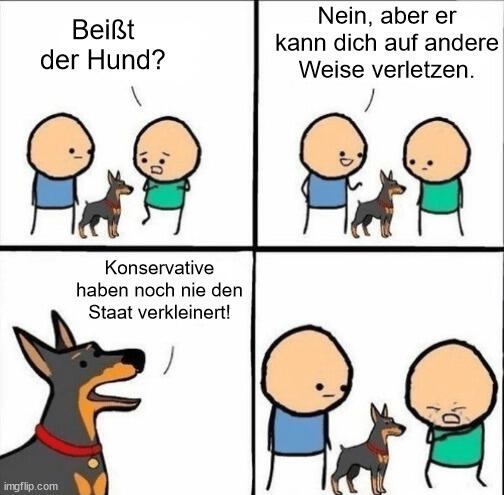 Beißt
der Hund?
Nein, aber er
kann dich auf andere
Weise verletzen.
Konservative
haben noch nie den
Staat verkleinert!
imgflip.com